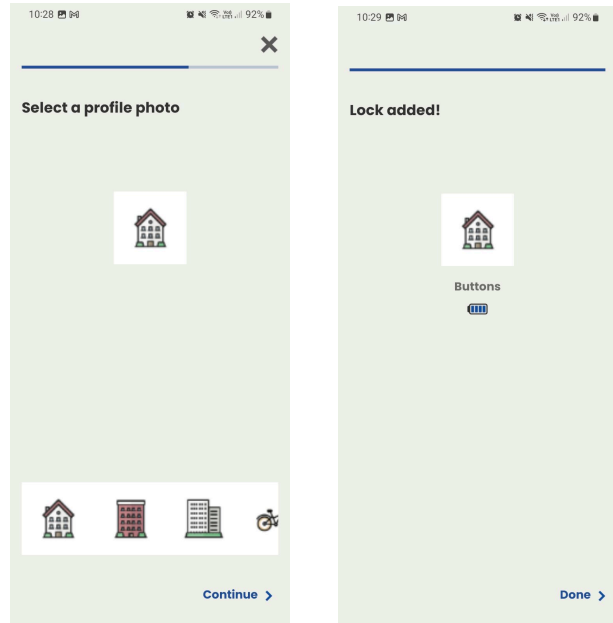 10:28
92%
Select a profile photo
Continue
10:29
92%
Lock added!
Buttons
Done